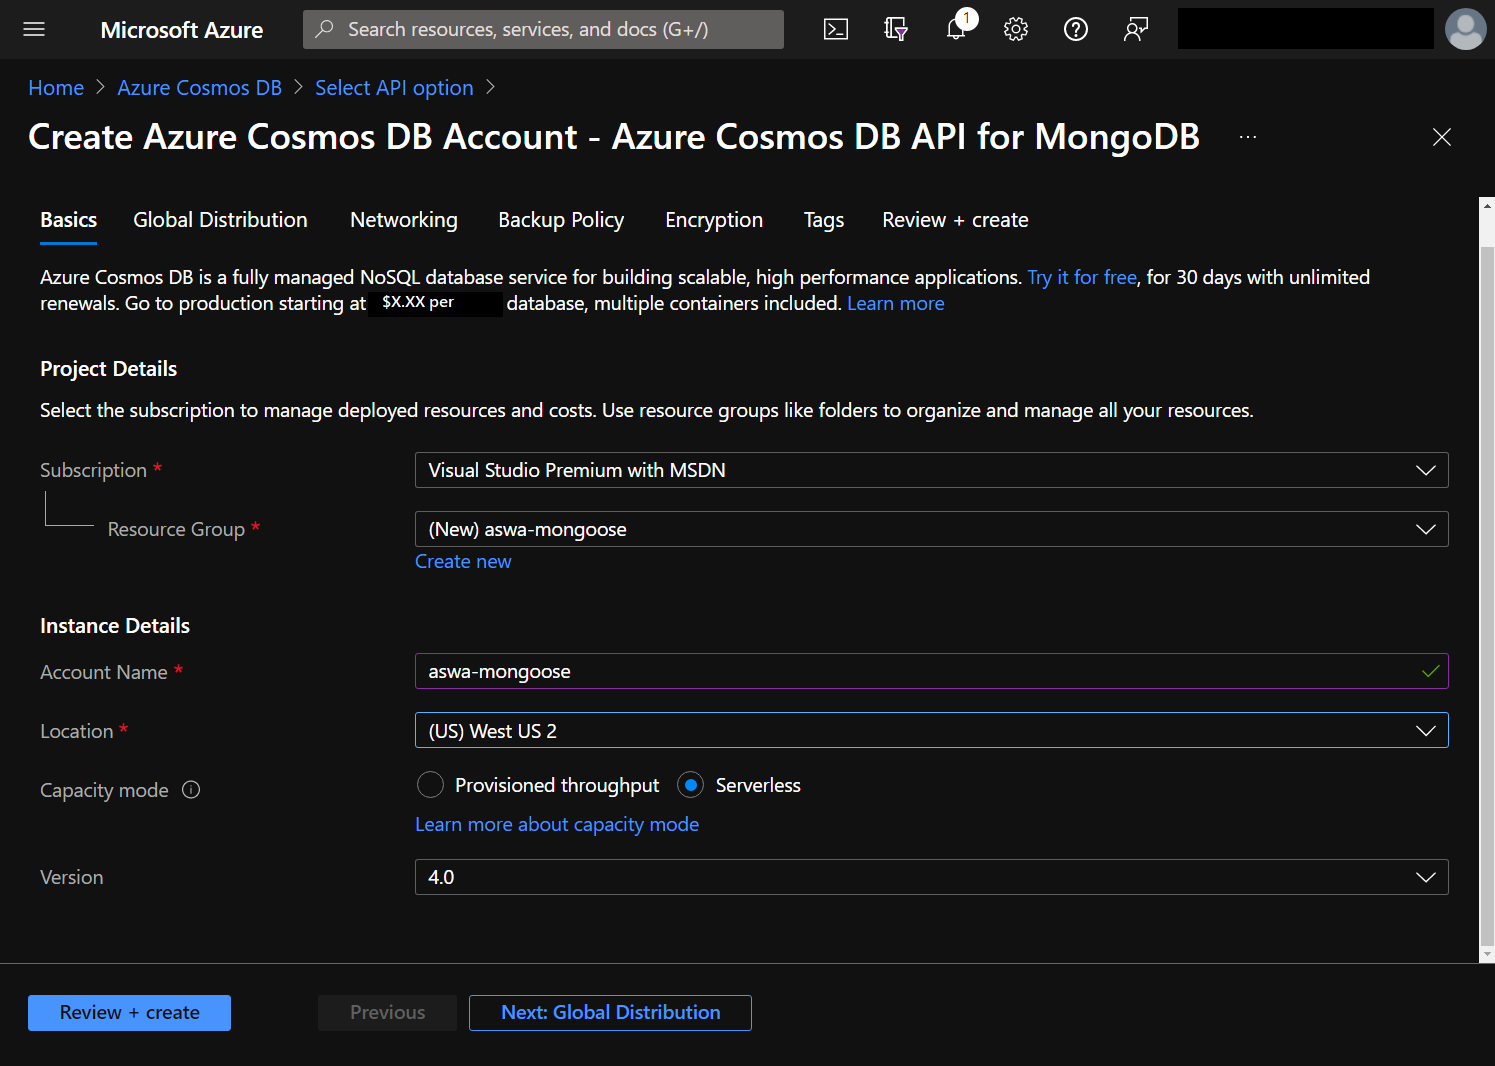 Microsoft Azure
Search resources, services, and docs (G+/)
1
Home > Azure Cosmos DB > Select API option >
Create Azure Cosmos DB Account - Azure Cosmos DB API for MongoDB ...
Basics Global Distribution Networking Backup Policy Encryption Tags Review + create
Azure Cosmos DB is a fully managed NoSQL database service for building scalable, high performance applications. Try it for free, for 30 days with unlimited
renewals. Go to production starting at $X.XX per database, multiple containers included. Learn more
Project Details
Select the subscription to manage deployed resources and costs. Use resource groups like folders to organize and manage all your resources.
Subscription * Visual Studio Premium with MSDN
Resource Group * (New) aswa-mongoose
Create new
Instance Details
Account Name * aswa-mongoose
Location * (US) West US 2
Capacity mode Provisioned throughput Serverless
Learn more about capacity mode
Version 4.0
Review + create Previous Next: Global Distribution